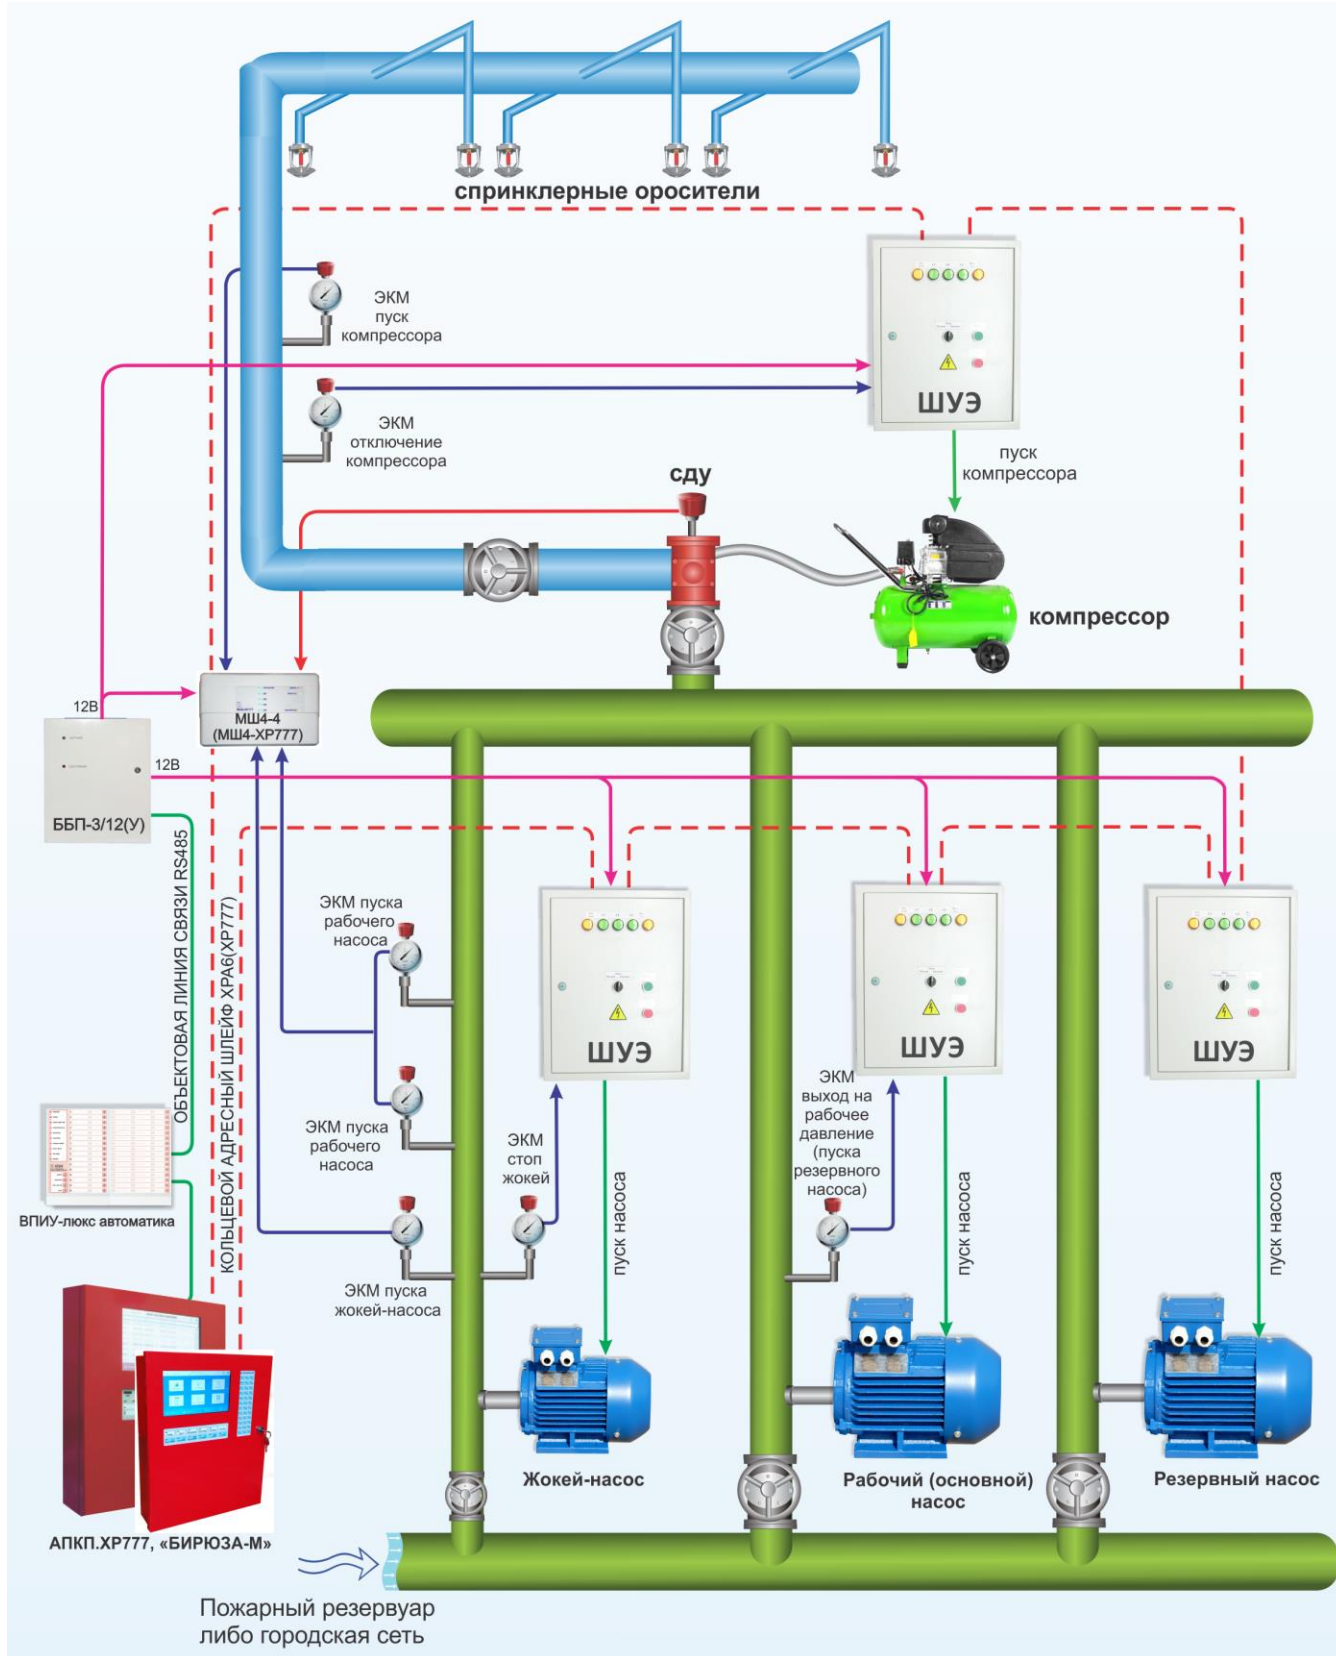 спринклерные оросители
ЭКМ
пуск
компрессора
ШУЭ
ЭКМ
отключение
компрессора
пуск
компрессора
СДУ
компрессор
12В
МШ4-4
(МШ4-ХР777)
12В
ББП-3/12(У)
ОБЪЕКТОВАЯ ЛИНИЯ СВЯЗИ RS485
КОЛЬЦЕВОЙ АДРЕСНЫЙ ШЛЕЙФ ХРА6(ХР777)
ЭКМ пуска
рабочего
насоса
ШУЭ
ШУЭ
ШУЭ
ЭКМ пуска
рабочего
насоса
ЭКМ
стоп
жокей
ЭКМ
выход на
рабочее
давление
(пуска
резервного
насоса)
пуск насоса
пуск насоса
пуск насоса
ВПИУ-люкс автоматика
ЭКМ пуска
жокей-насоса
Жокей-насос
Рабочий (основной)
насос
Резервный насос
АПКП.ХР777, «БИРЮЗА-М»
Пожарный резервуар
либо городская сеть